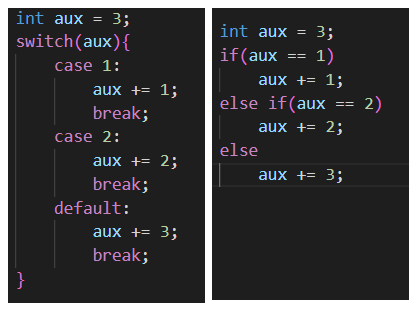 int aux = 3;
switch(aux){
case 1:
aux += 1;
break;
case 2:
aux += 2;
break;
default:
aux += 3;
break;
}
int aux = 3;
if(aux == 1)
aux += 1;
else if(aux == 2)
aux += 2;
else
aux += 3;